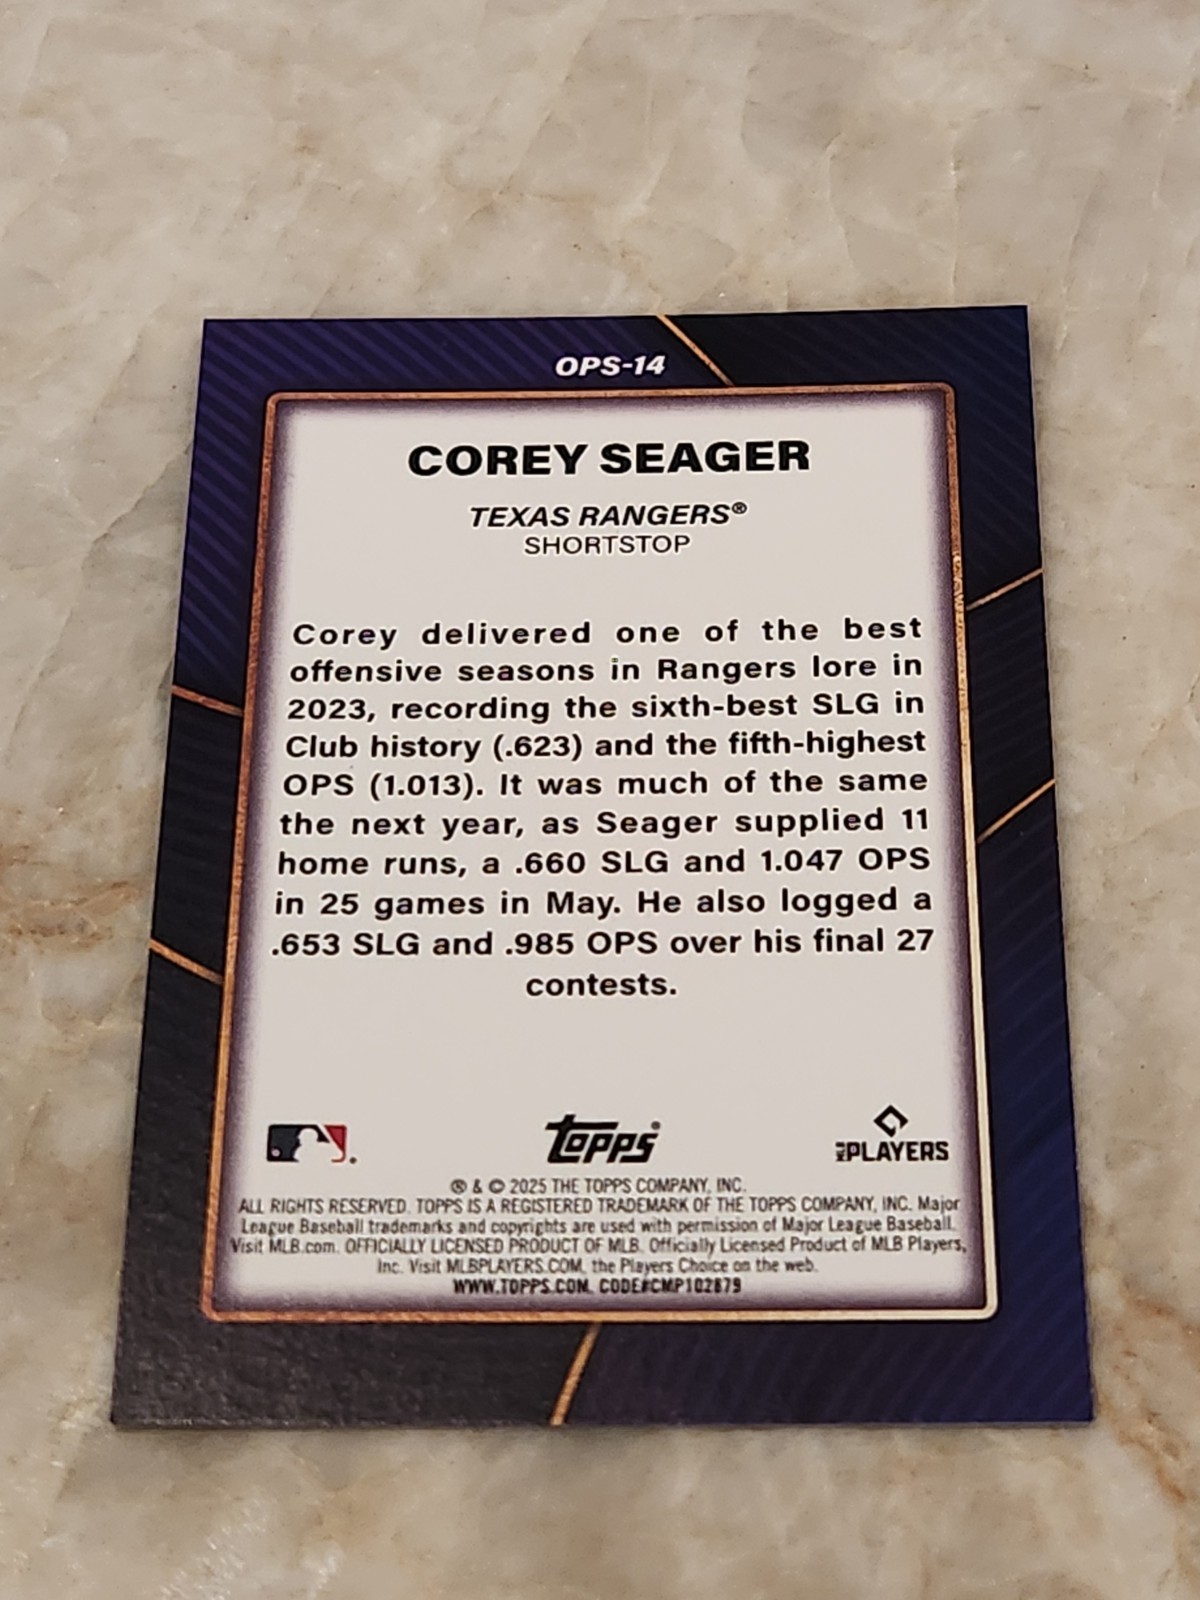 OPS-14
COREY SEAGER
TEXAS RANGERS®
SHORTSTOP
Corey delivered one of the best
offensive seasons in Rangers lore in
2023, recording the sixth-best SLG in
Club history (.623) and the fifth-highest
OPS (1.013). It was much of the same
the next year, as Seager supplied 11
home runs, a .660 SLG and 1.047 OPS
in 25 games in May. He also logged a
.653 SLG and .985 OPS over his final 27
contests.
topps®
MLB PLAYERS
® & © 2025 THE TOPPS COMPANY, INC.
ALL RIGHTS RESERVED. TOPPS IS A REGISTERED TRADEMARK OF THE TOPPS COMPANY, INC. Major
League Baseball trademarks and copyrights are used with permission of Major League Baseball.
Visit MLB.com. OFFICIALLY LICENSED PRODUCT OF MLB. Officially Licensed Product of MLB Players,
Inc. Visit MLBPLAYERS.COM, the Players Choice on the web.
WWW.TOPPS.COM. CODE#CMP102879